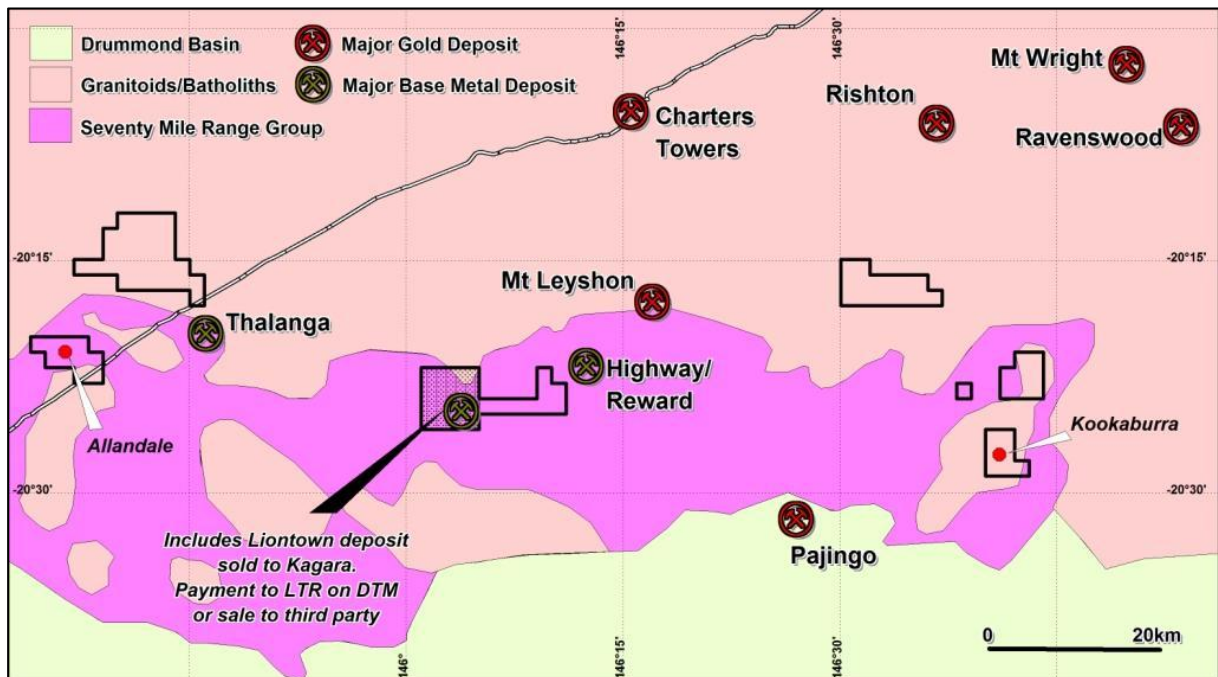 Drummond Basin
Major Gold Deposit
Granitoids/Batholiths
Major Base Metal Deposit
Seventy Mile Range Group
146°15'
146°30'
Mt Wright
Rishton
Charters
Towers
Ravenswood
-20°15'
-20°15'
Mt Leyshon
Thalanga
Highway/
Reward
Allandale
Kookaburra
-20°30'
-20°30'
Includes Liontown deposit
sold to Kagara.
Payment to LTR on DTM
or sale to third party
Pajingo
146°
146°15'
146°30'
0 20km